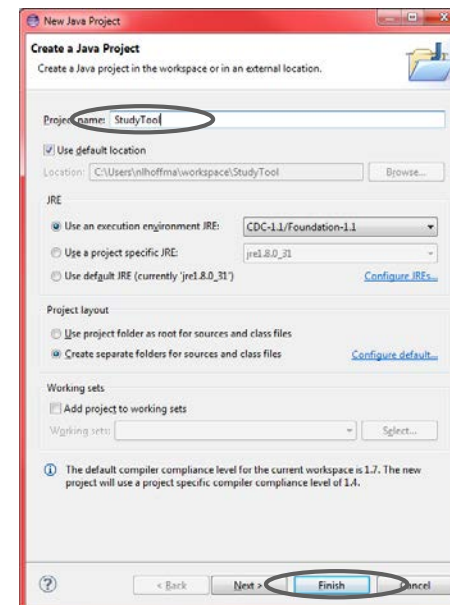 New Java Project
Create a Java Project
Create a Java project in the workspace or in an external location.
Project name: StudyTool
Use default location
Location: C:\Users\nlhoffma\workspace\StudyTool Browse...
JRE
Use an execution environment JRE: CDC-1.1/Foundation-1.1
Use a project specific JRE: jre1.8.0_31
Use default JRE (currently 'jre1.8.0_31') Configure JREs...
Project layout
Use project folder as root for sources and class files
Create separate folders for sources and class files Configure default...
Working sets
Add project to working sets
Working sets: Select...
The default compiler compliance level for the current workspace is 1.7. The new
project will use a project specific compiler compliance level of 1.4.
? < Back Next > Finish Cancel